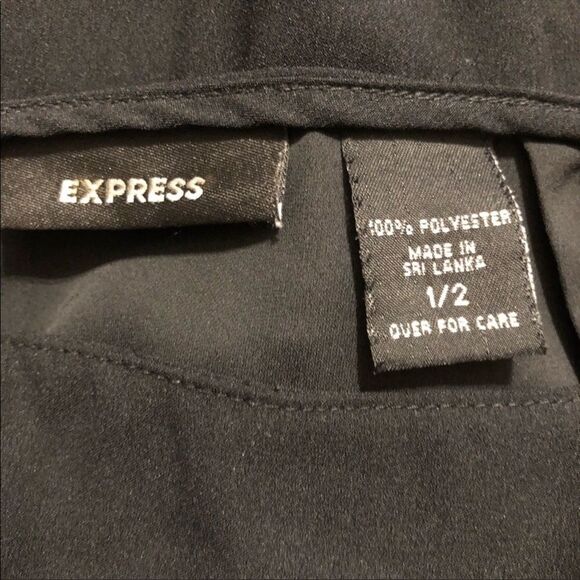 EXPRESS
100% POLYESTER
MADE IN
SRI LANKA
1/2
OVER FOR CARE